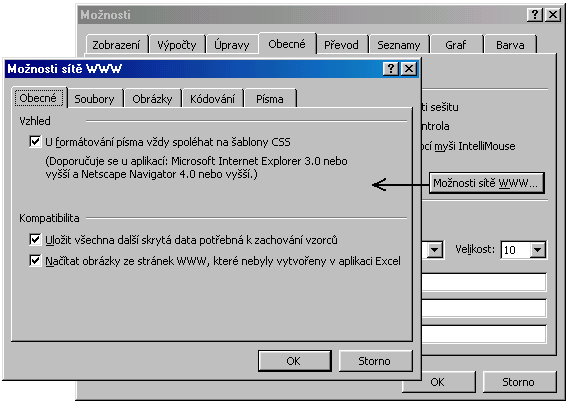 Možnosti
Zobrazení Výpočty Úpravy Obecné Převod Seznamy Graf Barva
Možnosti sítě WWW
Obecné Soubory Obrázky Kódování Písma
Vzhled
U formátování písma vždy spoléhat na šablony CSS
(Doporučuje se u aplikací: Microsoft Internet Explorer 3.0 nebo
vyšší a Netscape Navigator 4.0 nebo vyšší.)
Kompatibilita
Uložit všechna další skrytá data potřebná k zachování vzorců
Načítat obrázky ze stránek WWW, které nebyly vytvořeny v aplikaci Excel
OK Storno
ti sešitu
ntrola
ocí myši IntelliMouse
Možnosti sítě WWW...
Velikost: 10
OK Storno